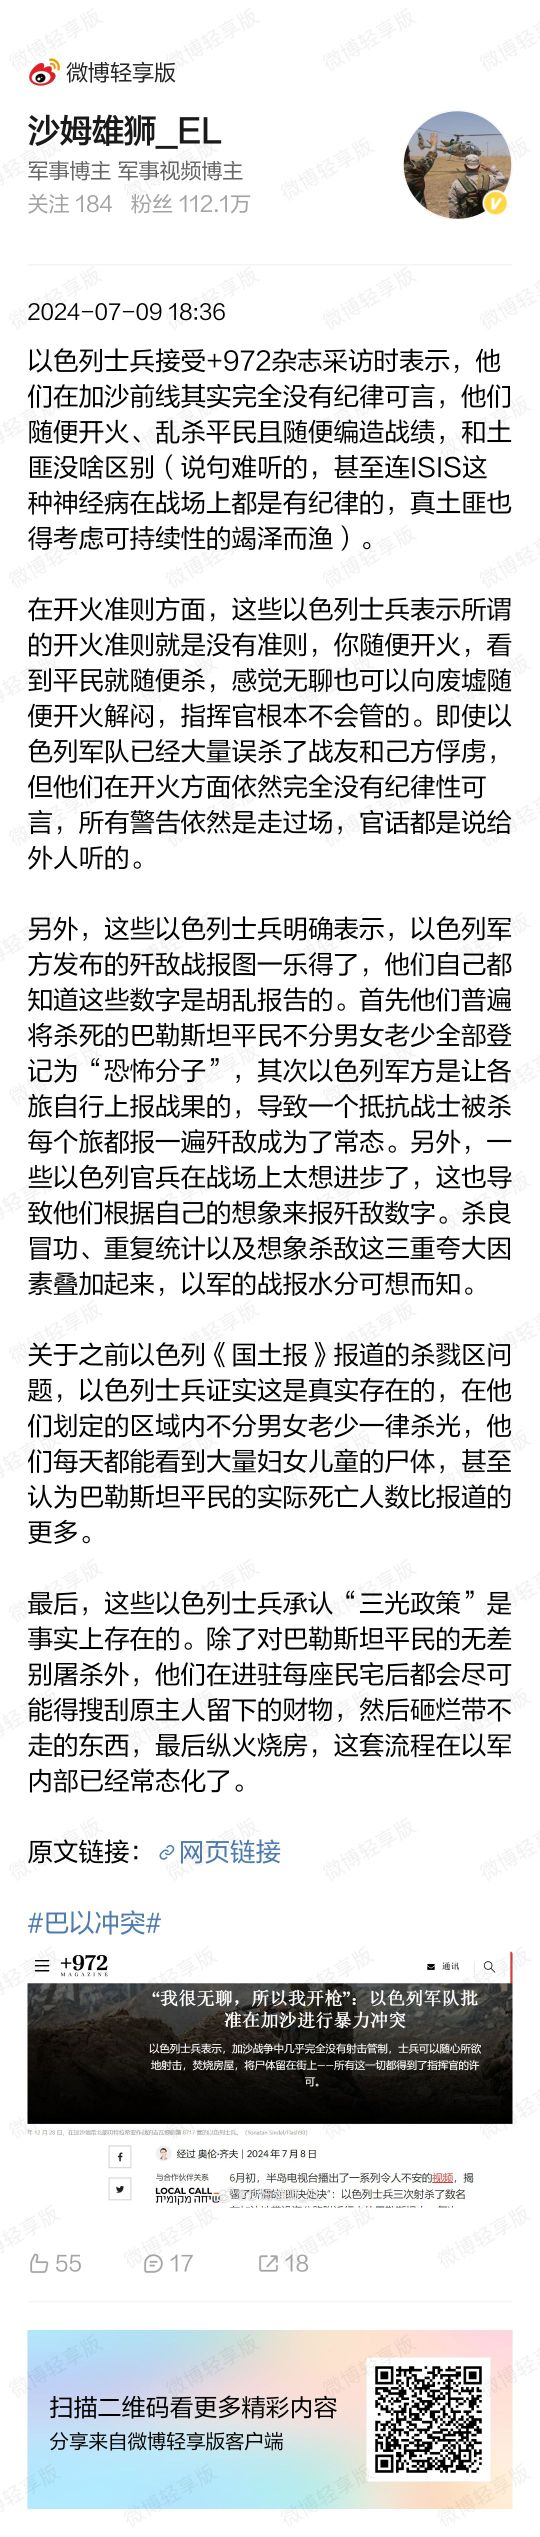 微博轻享版
沙姆雄狮_EL
军事博主 军事视频博主
关注 184 粉丝 112.1万
2024-07-09 18:36
以色列士兵接受+972杂志采访时表示，他
们在加沙前线其实完全没有纪律可言，他们
随便开火、乱杀平民且随便编造战绩，和土
匪没啥区别（说句难听的，甚至连ISIS这
种神经病在战场上都是有纪律的，真土匪也
得考虑可持续性的竭泽而渔）。
在开火准则方面，这些以色列士兵表示所谓
的开火准则就是没有准则，你随便开火，看
到平民就随便杀，感觉无聊也可以向废墟随
便开火解闷，指挥官根本不会管的。即使以
色列军队已经大量误杀了战友和己方俘虏，
但他们在开火方面依然完全没有纪律性可
言，所有警告依然是走过场，官话都是说给
外人听的。
另外，这些以色列士兵明确表示，以色列军
方发布的歼敌战报图一乐得了，他们自己都
知道这些数字是胡乱报告的。首先他们普遍
将杀死的巴勒斯坦平民不分男女老少全部登
记为“恐怖分子”，其次以色列军方是让各
旅自行上报战果的，导致一个抵抗战士被杀
每个旅都报一遍歼敌成为了常态。另外，一
些以色列官兵在战场上太想进步了，这也导
致他们根据自己的想象来报歼敌数字。杀良
冒功、重复统计以及想象杀敌这三重夸大因
素叠加起来，以军的战报水分可想而知。
关于之前以色列《国土报》报道的杀戮区问
题，以色列士兵证实这是真实存在的，在他
们划定的区域内不分男女老少一律杀光，他
们每天都能看到大量妇女儿童的尸体，甚至
认为巴勒斯坦平民的实际死亡人数比报道的
更多。
最后，这些以色列士兵承认“三光政策”是
事实上存在的。除了对巴勒斯坦平民的无差
别屠杀外，他们在进驻每座民宅后都会尽可
能得搜刮原主人留下的财物，然后砸烂带不
走的东西，最后纵火烧房，这套流程在以军
内部已经常态化了。
原文链接：网页链接
#巴以冲突#
+972
MAGAZINE
通讯
“我很无聊，所以我开枪”：以色列军队批
准在加沙进行暴力冲突
以色列士兵表示，加沙战争中几乎完全没有射击管制，士兵可以随心所欲
地射击，焚烧房屋，将尸体留在街上——所有这一切都得到了指挥官的许
可。
经过 奥伦·齐夫 | 2024 年 7 月 8 日
与合作伙伴关系
LOCAL CALL
שיחה מקומית
6月初，半岛电视台播出了一系列令人不安的视频，揭
露了所谓的“即决处决”：以色列士兵三次射杀了数名
55 17 18
扫描二维码看更多精彩内容
分享来自微博轻享版客户端